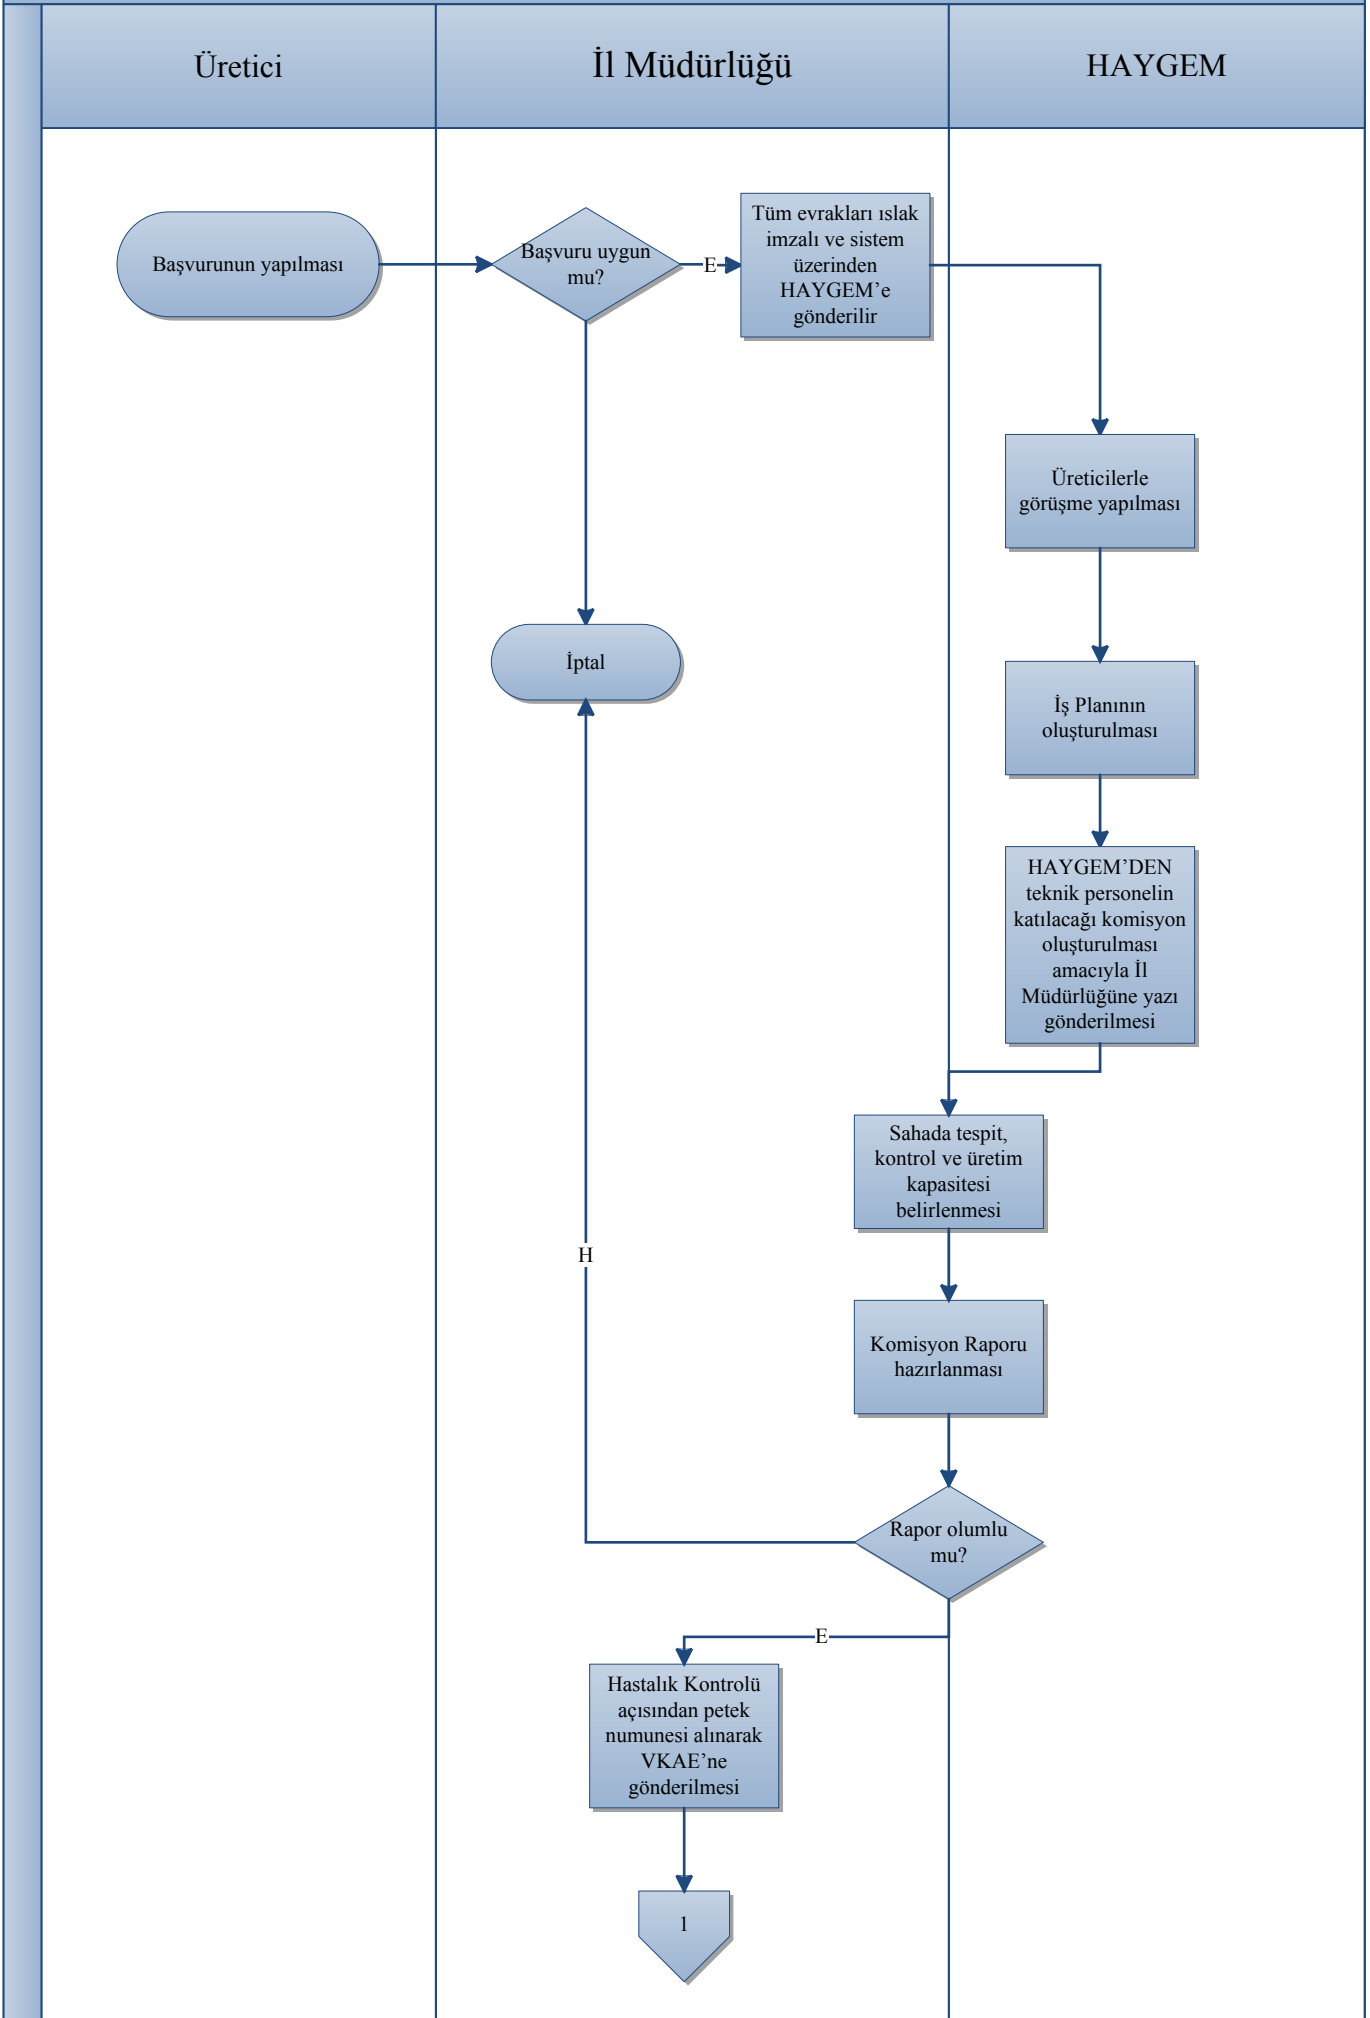 Üretici
İl Müdürlüğü
HAYGEM
Başvurunun yapılması
Başvuru uygun
mu?
E
Tüm evrakları ıslak
imzalı ve sistem
üzerinden
HAYGEM’e
gönderilir
Üreticilerle
görüşme yapılması
İptal
İş Planının
oluşturulması
HAYGEM’DEN
teknik personelin
katılacağı komisyon
oluşturulması
amacıyla İl
Müdürlüğüne yazı
gönderilmesi
Sahada tespit,
kontrol ve üretim
kapasitesi
belirlenmesi
H
Komisyon Raporu
hazırlanması
Rapor olumlu
mu?
E
Hastalık Kontrolü
açısından petek
numunesi alınarak
VKAE’ne
gönderilmesi
1